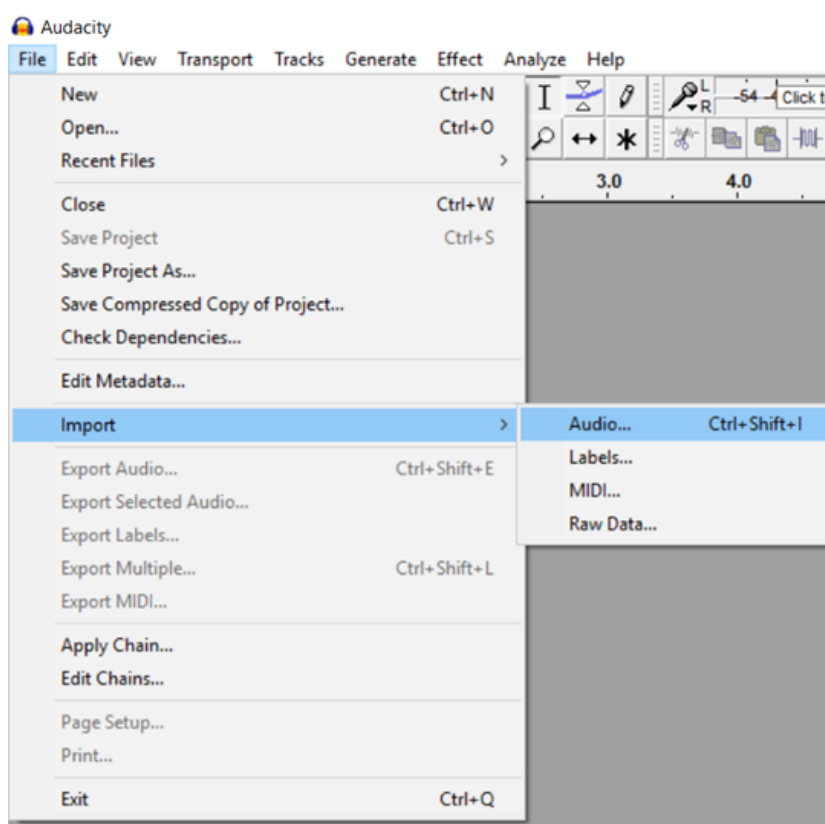 Audacity
File Edit View Transport Tracks Generate Effect Analyze Help
New Ctrl+N
Open... Ctrl+O
Recent Files
Close Ctrl+W
Save Project Ctrl+S
Save Project As...
Save Compressed Copy of Project...
Check Dependencies...
Edit Metadata...
Import
Export Audio... Ctrl+Shift+E
Export Selected Audio...
Export Labels...
Export Multiple... Ctrl+Shift+L
Export MIDI...
Apply Chain...
Edit Chains...
Page Setup...
Print...
Exit Ctrl+Q
L
R
-54
Click t
3.0 4.0
Audio... Ctrl+Shift+I
Labels...
MIDI...
Raw Data...